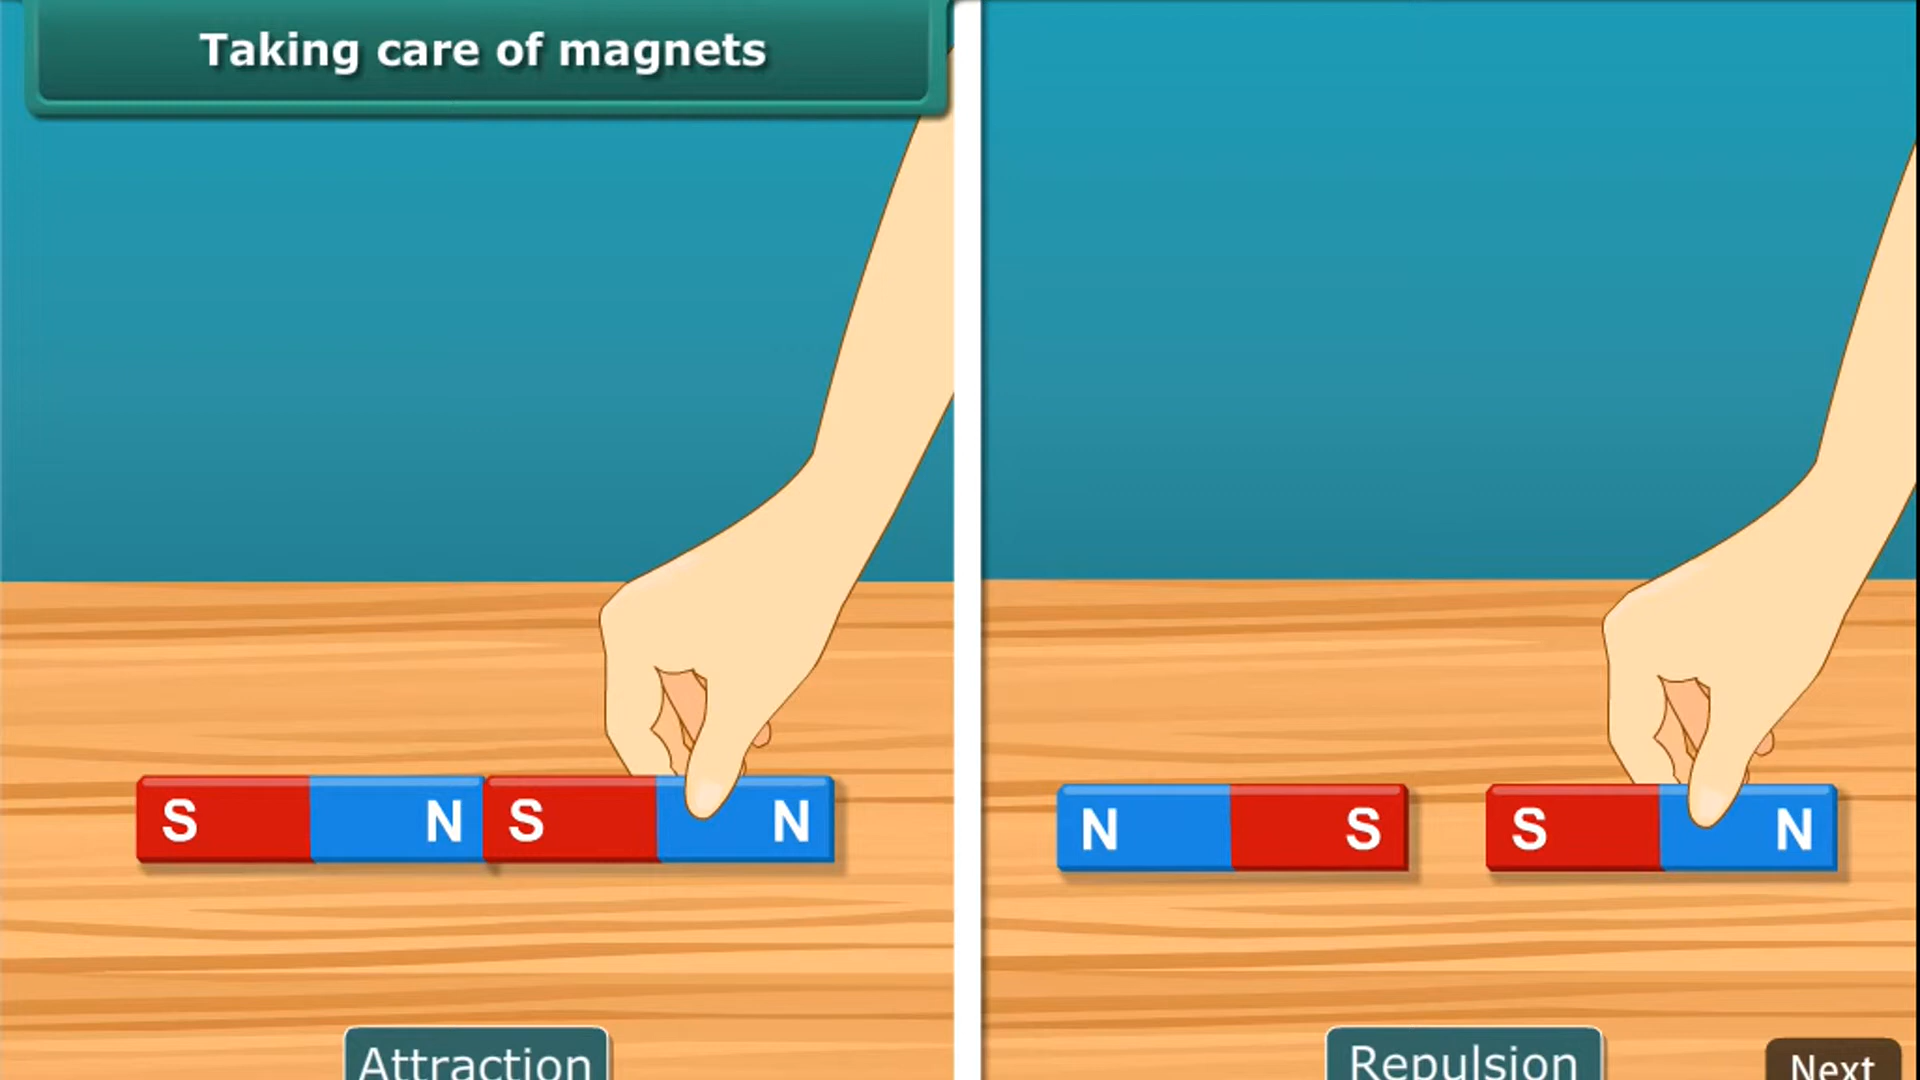 Taking care of magnets
S N S N
N S S N
Attraction
Repulsion
Next